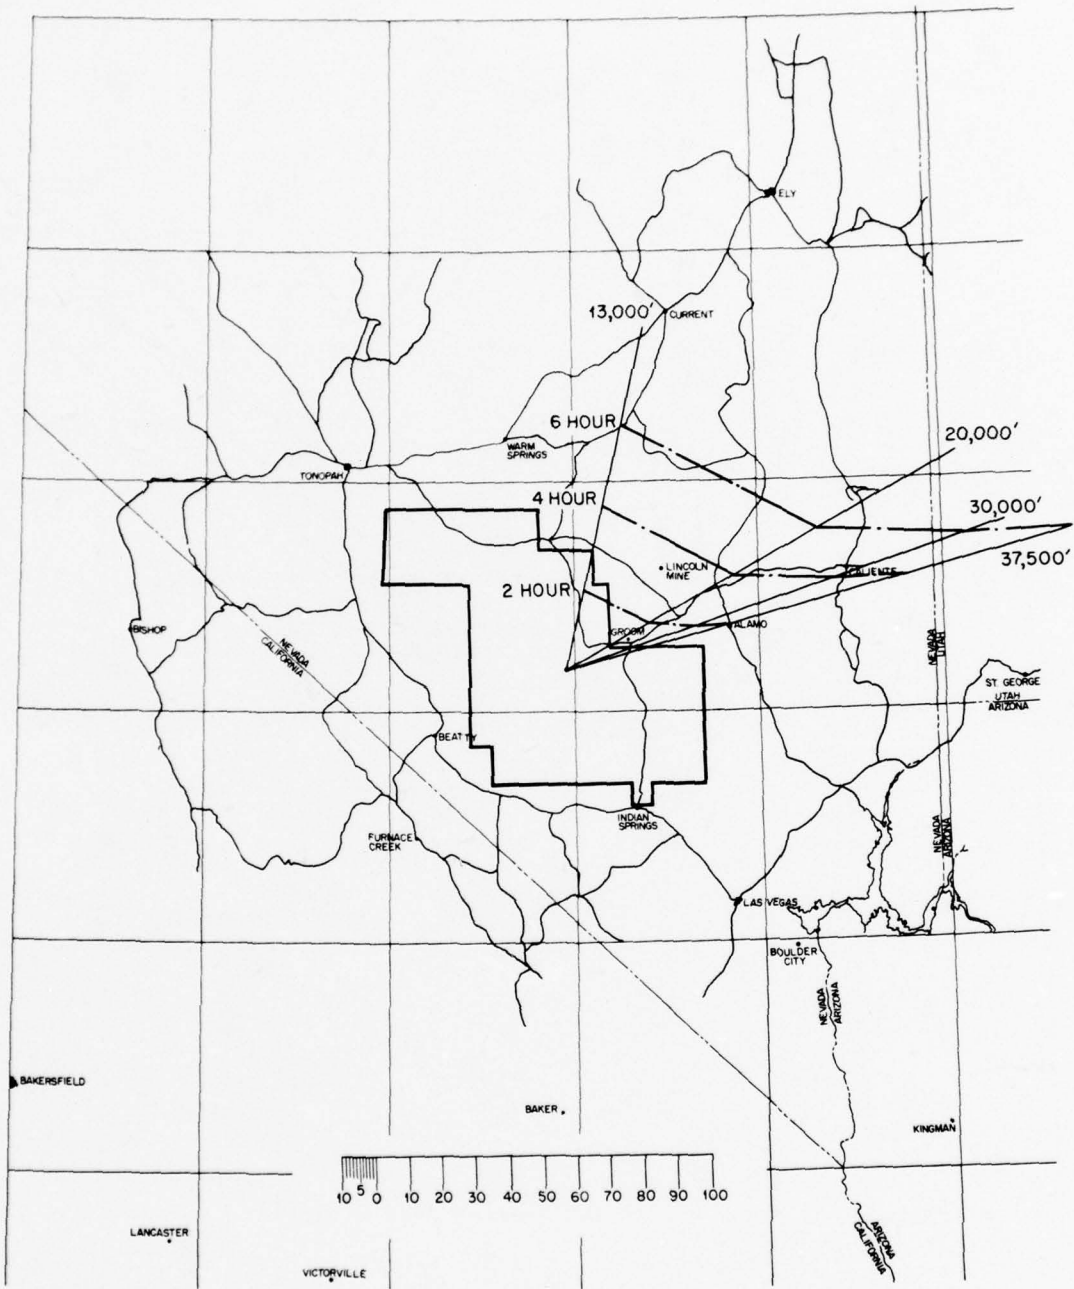 ELY
13,000'
CURRENT
6 HOUR
20,000'
WARM
SPRINGS
TONOPAH
4 HOUR
30,000'
37,500'
LINCOLN
MINE
CALIENTE
2 HOUR
GROOM
ALAMO
BISHOP
NEVADA
CALIFORNIA
NEVADA
UTAH
ST GEORGE
UTAH
ARIZONA
BEATTY
INDIAN
SPRINGS
FURNACE
CREEK
NEVADA
ARIZONA
LAS VEGAS
BOULDER
CITY
NEVADA
ARIZONA
BAKERSFIELD
BAKER
KINGMAN
10 5 0 10 20 30 40 50 60 70 80 90 100
LANCASTER
ARIZONA
CALIFORNIA
VICTORVILLE